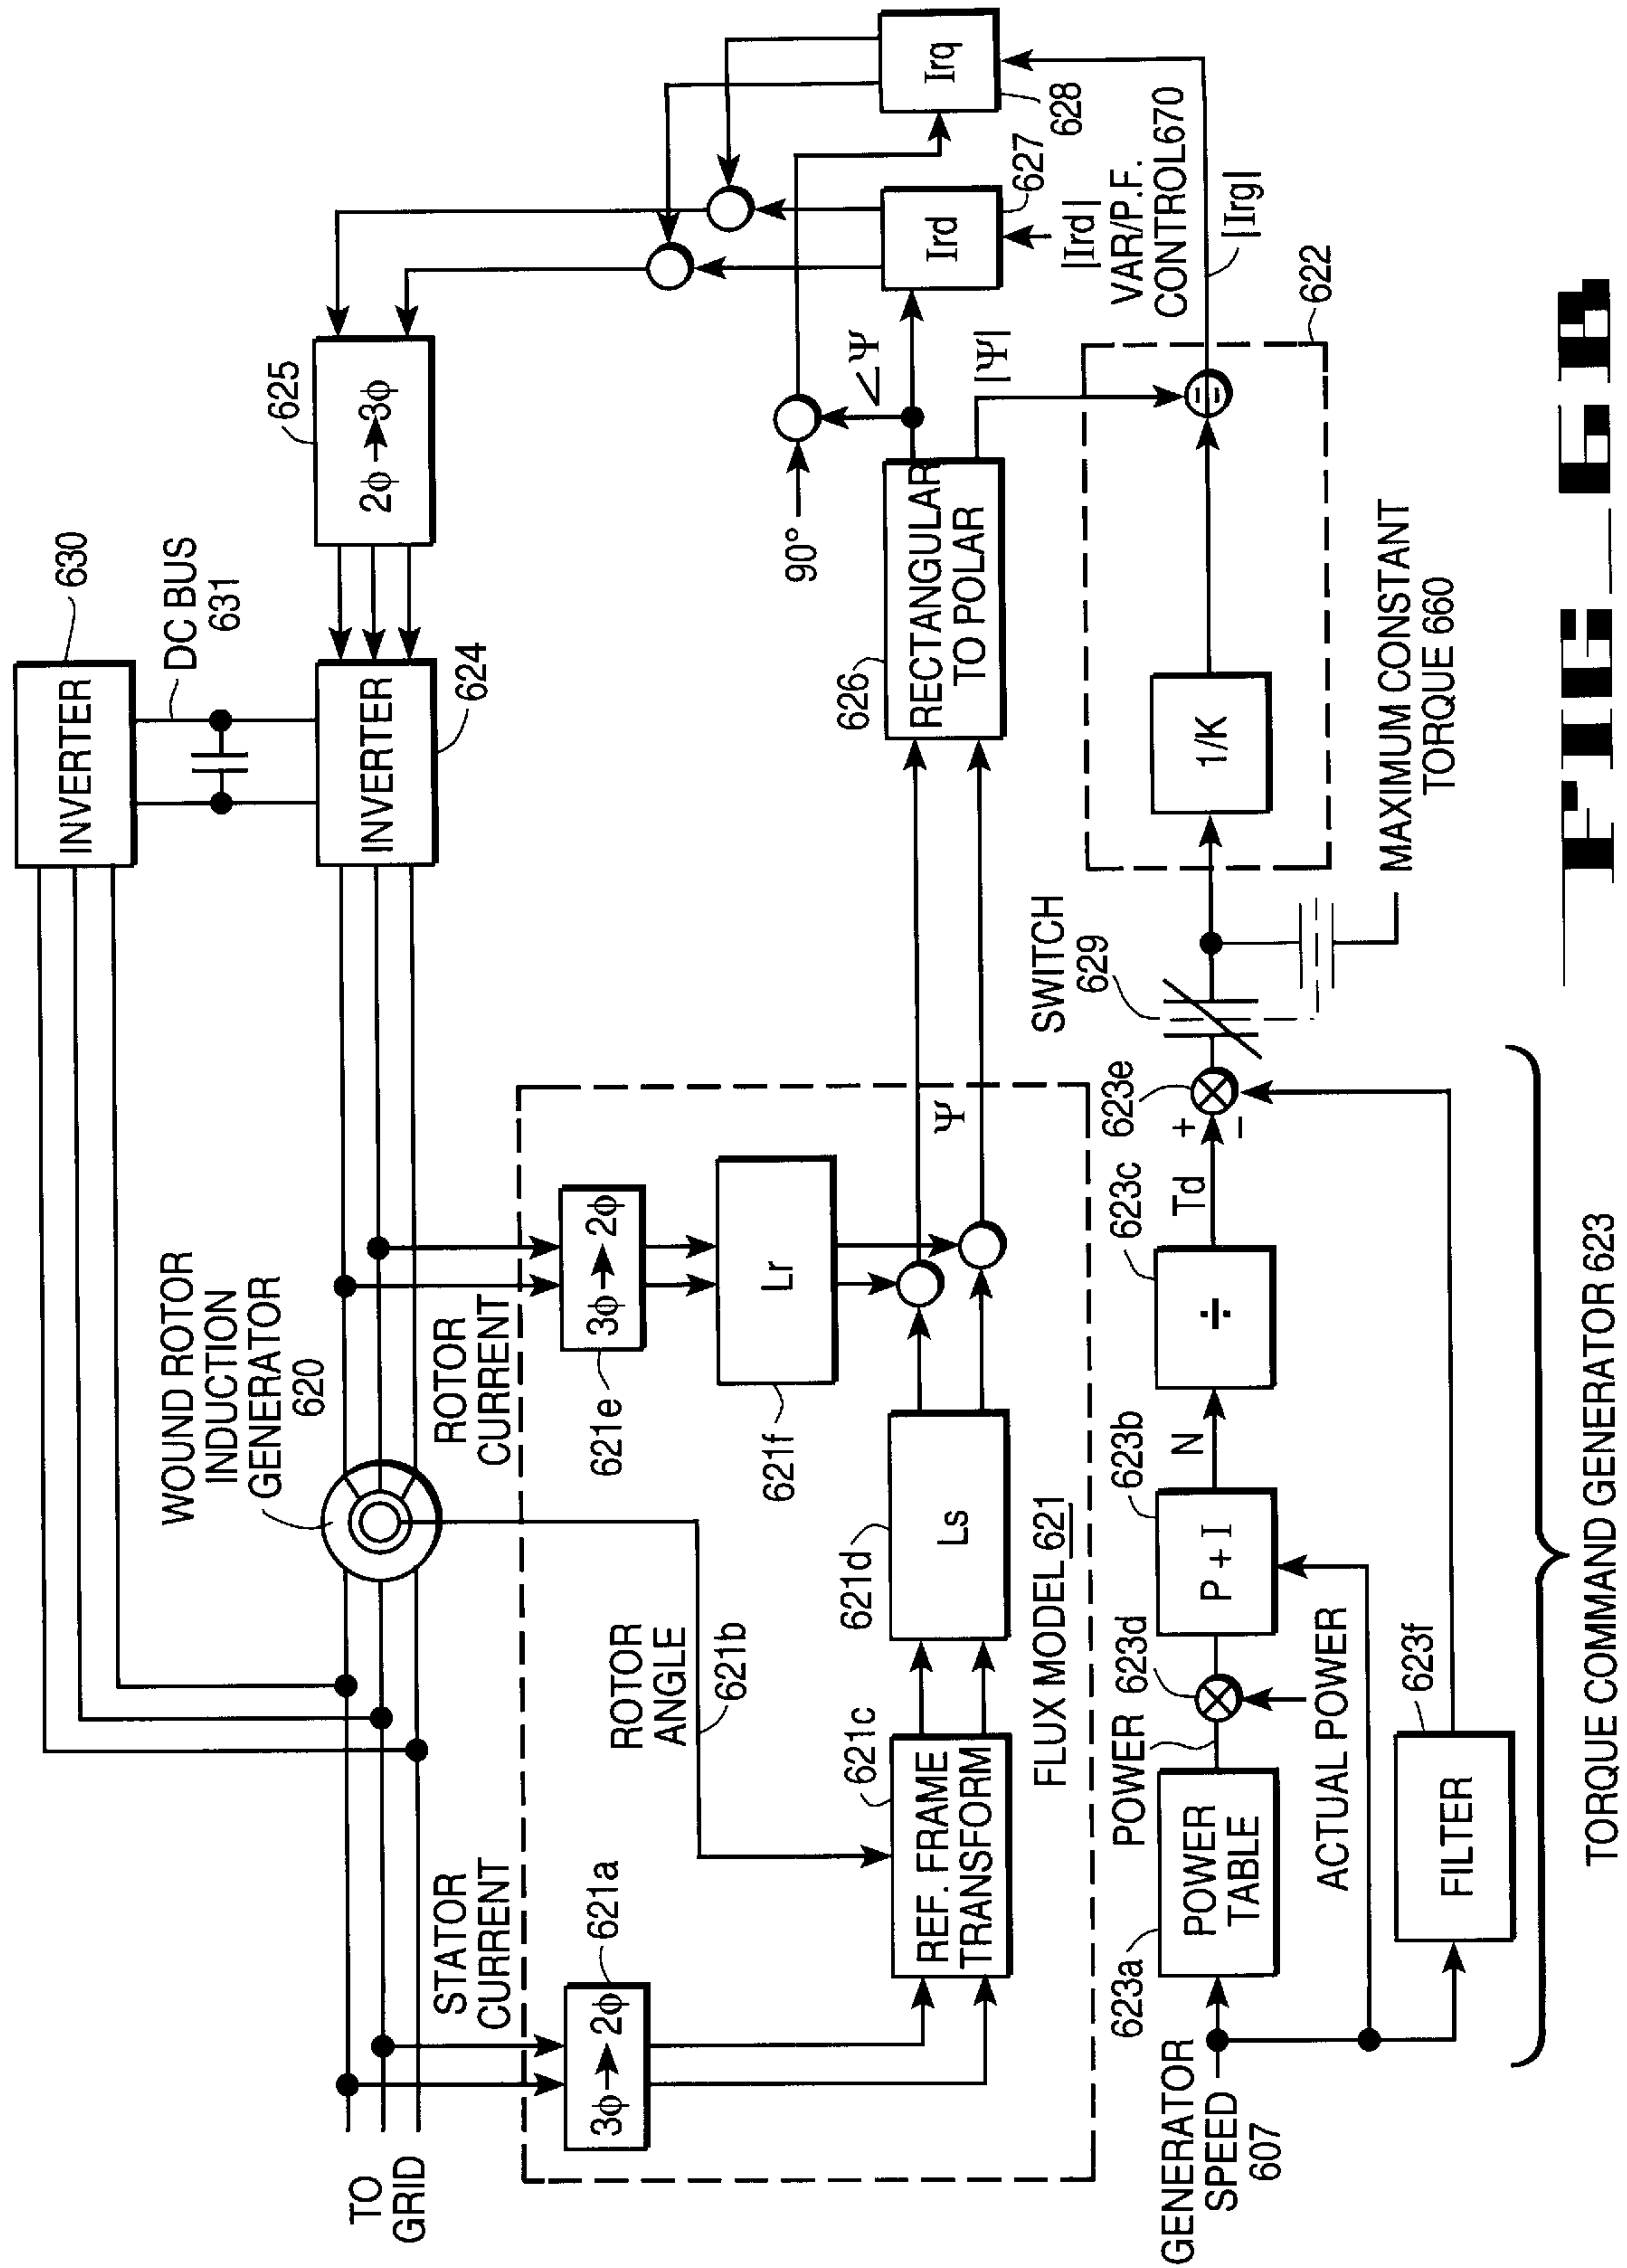 630
INVERTER
DC BUS
631
625
2ϕ→3ϕ
INVERTER
624
WOUND ROTOR
INDUCTION
GENERATOR
620
TO
GRID
STATOR
CURRENT
ROTOR
CURRENT
621a
3ϕ→2ϕ
ROTOR
ANGLE
621b
3ϕ→2ϕ
621e
Lr
621f
621c
REF. FRAME
TRANSFORM
621d
Ls
Ψ
FLUX MODEL 621
626
RECTANGULAR
TO POLAR
90°
∠Ψ
|Ψ|
Ird
627
Irq
628
|Ird|
VAR/P.F.
CONTROL670
|Irg|
622
1/K
=
SWITCH
629
MAXIMUM CONSTANT
TORQUE 660
GENERATOR
SPEED
607
623a
POWER
TABLE
POWER
623d
ACTUAL POWER
623b
P + I
N
623c
÷
Td
623e
+
−
623f
FILTER
TORQUE COMMAND GENERATOR 623